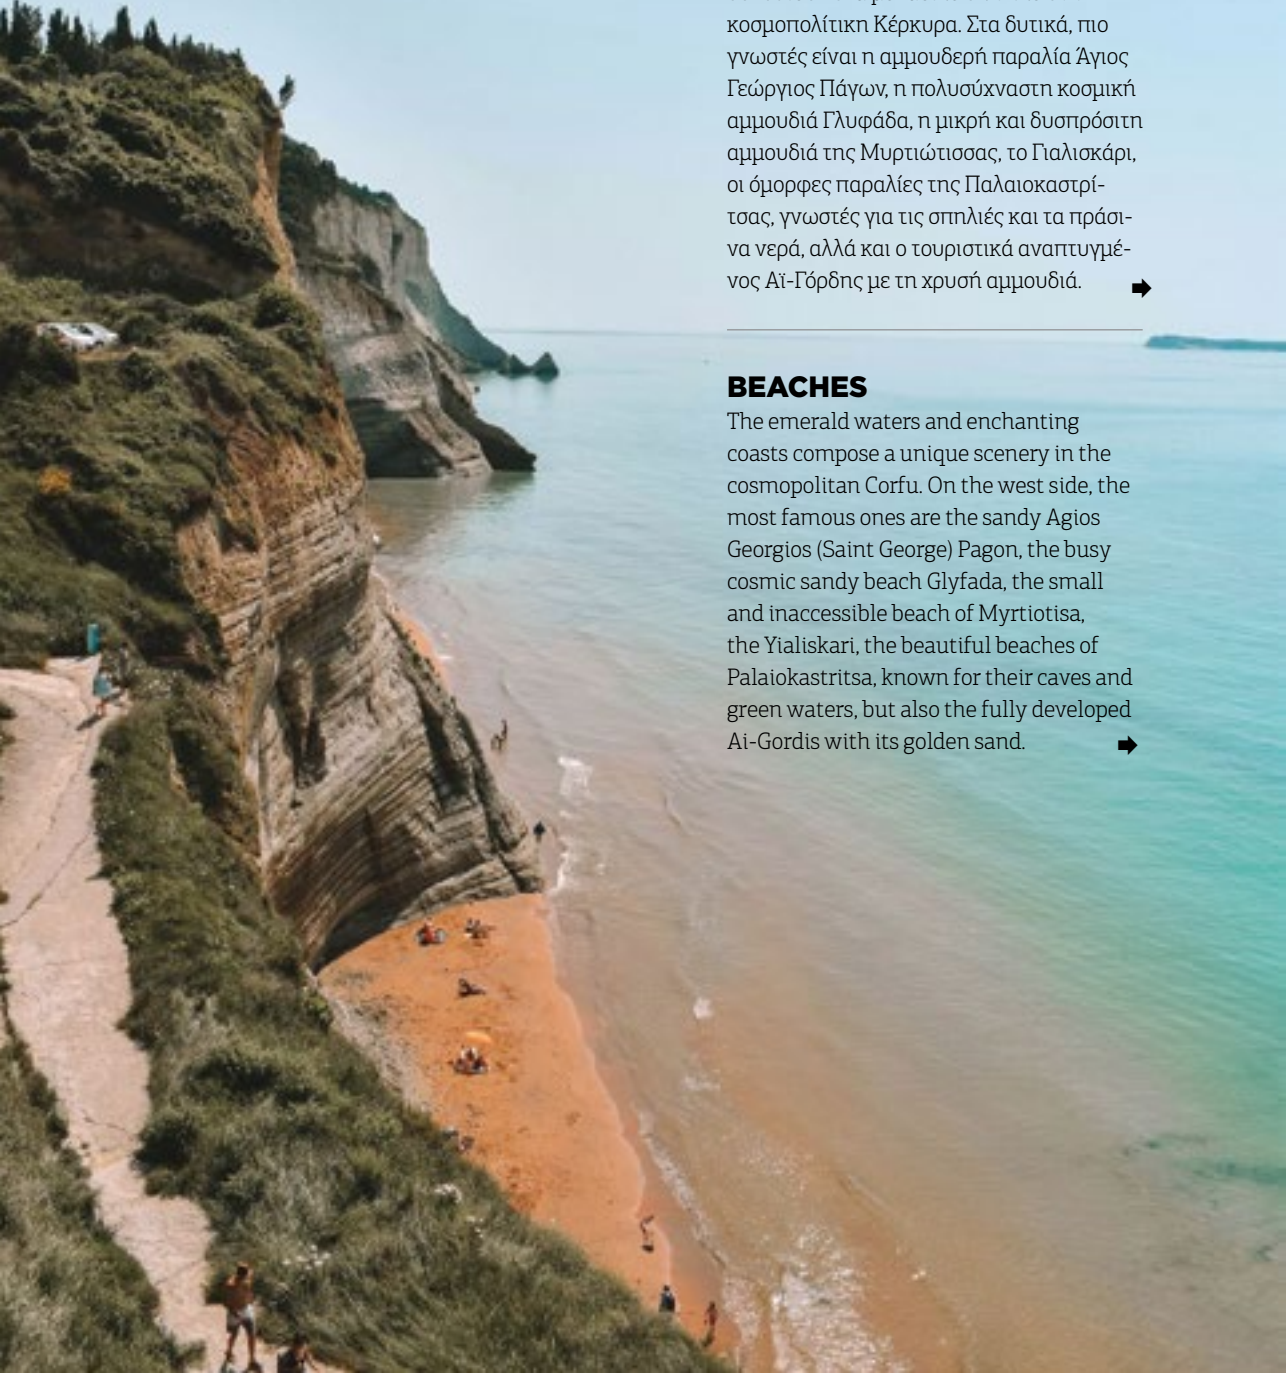 κοσμοπολίτικη Κέρκυρα. Στα δυτικά, πιο
γνωστές είναι η αμμουδερή παραλία Άγιος
Γεώργιος Πάγων, η πολυσύχναστη κοσμική
αμμουδιά Γλυφάδα, η μικρή και δυσπρόσιτη
αμμουδιά της Μυρτιώτισσας, το Γιαλισκάρι,
οι όμορφες παραλίες της Παλαιοκαστρί-
τσας, γνωστές για τις σπηλιές και τα πράσι-
να νερά, αλλά και ο τουριστικά αναπτυγμέ-
νος Αϊ-Γόρδης με τη χρυσή αμμουδιά.
BEACHES
The emerald waters and enchanting
coasts compose a unique scenery in the
cosmopolitan Corfu. On the west side, the
most famous ones are the sandy Agios
Georgios (Saint George) Pagon, the busy
cosmic sandy beach Glyfada, the small
and inaccessible beach of Myrtiotisa,
the Yialiskari, the beautiful beaches of
Palaiokastritsa, known for their caves and
green waters, but also the fully developed
Ai-Gordis with its golden sand.